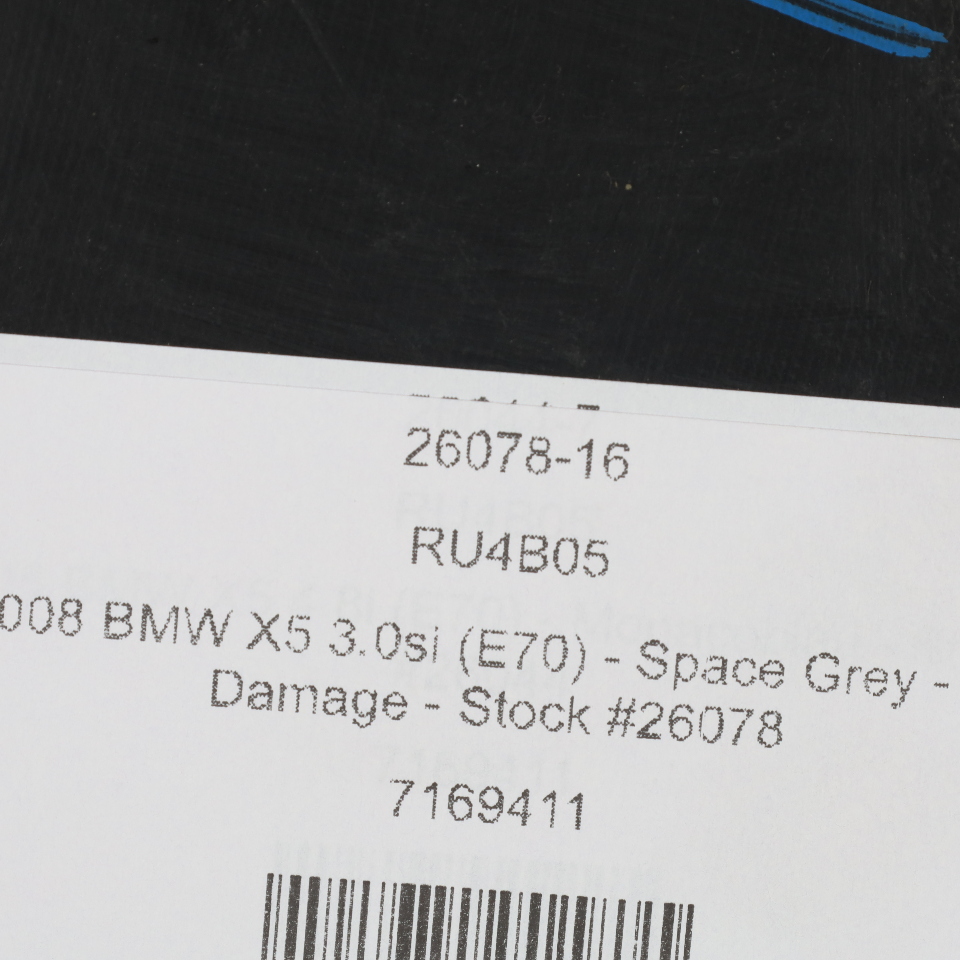 26078-16
RU4B05
008 BMW X5 3.0si (E70) - Space Grey -
Damage - Stock #26078
7169411